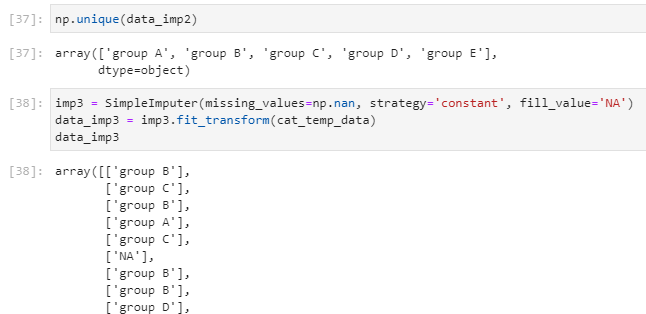 [37]: np.unique(data_imp2)
[37]: array(['group A', 'group B', 'group C', 'group D', 'group E'],
dtype=object)
[38]: imp3 = SimpleImputer(missing_values=np.nan, strategy='constant', fill_value='NA')
data_imp3 = imp3.fit_transform(cat_temp_data)
data_imp3
[38]: array([['group B'],
['group C'],
['group B'],
['group A'],
['group C'],
['NA'],
['group B'],
['group B'],
['group D'],